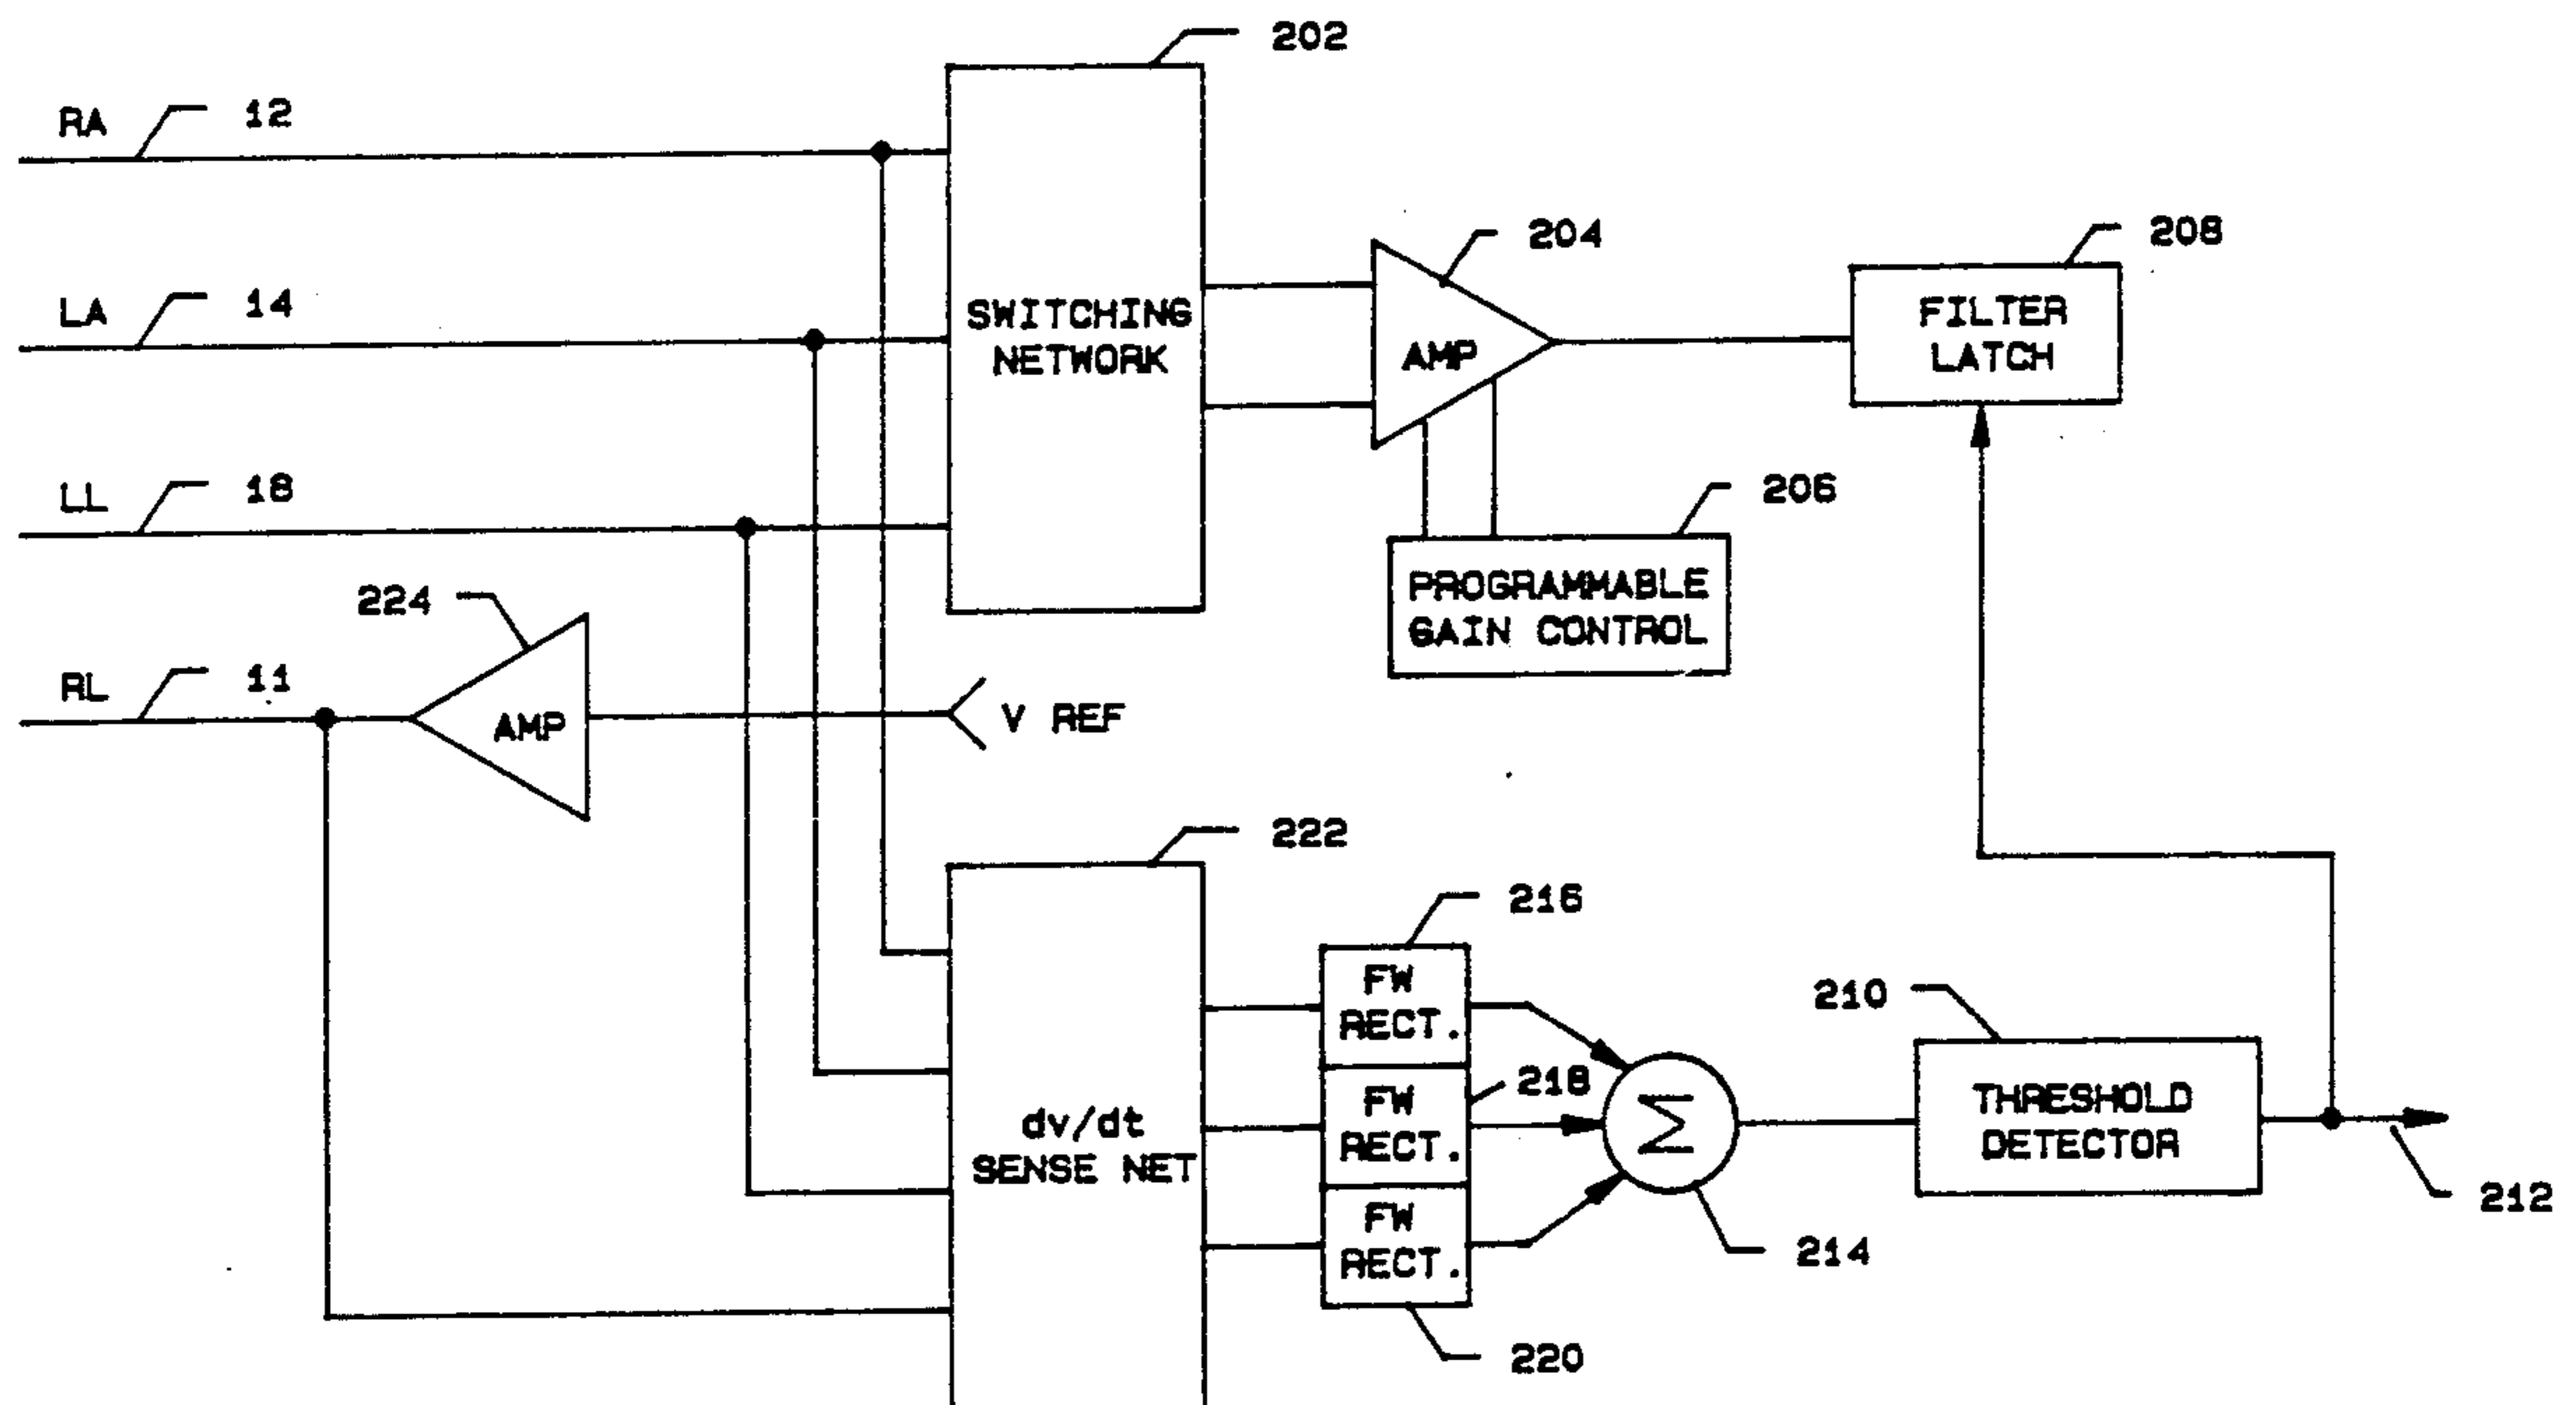 202
RA 12
204
208
LA 14
SWITCHING
NETWORK
AMP
FILTER
LATCH
LL 18
206
PROGRAMMABLE
GAIN CONTROL
224
RL 11
AMP
V REF
222
216
FW
RECT.
210
218
FW
RECT.
Σ
THRESHOLD
DETECTOR
dv/dt
SENSE NET
FW
RECT.
212
214
220